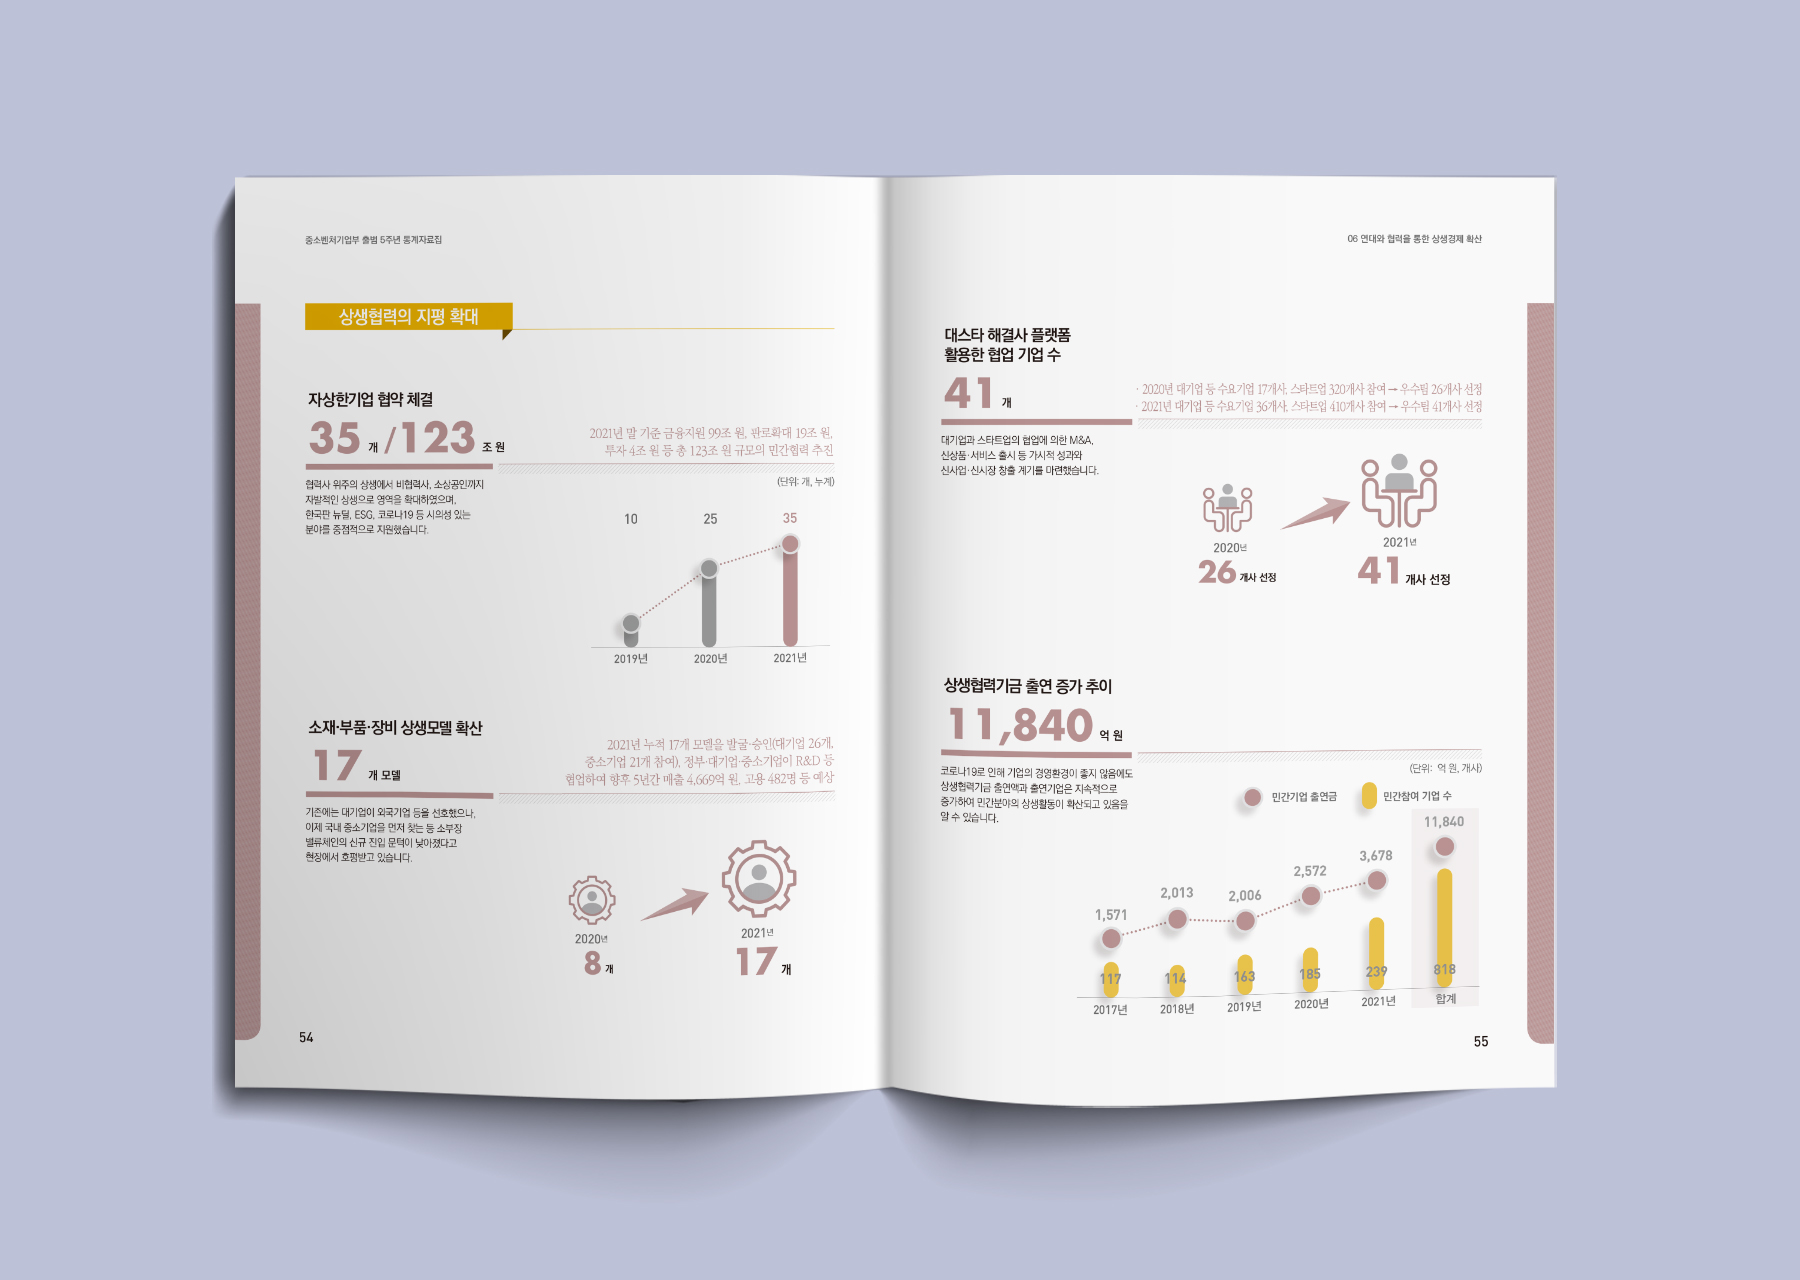 중소벤처기업부 출범 5주년 통계자료집
상생협력의 지평 확대
자상한기업 협약 체결
35 개 /123 조 원
2021년 말 기준 금융지원 99조 원, 판로확대 19조 원,
투자 4조 원 등 총 123조 원 규모의 민간협력 추진
협력사 위주의 상생에서 비협력사, 소상공인까지
자발적인 상생으로 영역을 확대하였으며,
한국판 뉴딜, ESG, 코로나19 등 시의성 있는
분야를 중점적으로 지원했습니다.
(단위: 개, 누계)
10 25 35
2019년 2020년 2021년
소재·부품·장비 상생모델 확산
17 개 모델
2021년 누적 17개 모델을 발굴·승인(대기업 26개,
중소기업 21개 참여), 정부·대기업·중소기업이 R&D 등
협업하여 향후 5년간 매출 4,669억 원, 고용 482명 등 예상
기존에는 대기업이 외국기업 등을 선호했으나,
이제 국내 중소기업을 먼저 찾는 등 소부장
밸류체인의 신규 진입 문턱이 낮아졌다고
현장에서 호평받고 있습니다.
2020년
8 개
2021년
17 개
54
06 연대와 협력을 통한 상생경제 확산
대스타 해결사 플랫폼
활용한 협업 기업 수
41 개
· 2020년 대기업 등 수요기업 17개사, 스타트업 320개사 참여 → 우수팀 26개사 선정
· 2021년 대기업 등 수요기업 36개사, 스타트업 410개사 참여 → 우수팀 41개사 선정
대기업과 스타트업의 협업에 의한 M&A,
신상품·서비스 출시 등 가시적 성과와
신사업·신시장 창출 계기를 마련했습니다.
2020년
26 개사 선정
2021년
41 개사 선정
상생협력기금 출연 증가 추이
11,840 억 원
코로나19로 인해 기업의 경영환경이 좋지 않음에도
상생협력기금 출연액과 출연기업은 지속적으로
증가하여 민간분야의 상생활동이 확산되고 있음을
알 수 있습니다.
(단위: 억 원, 개사)
민간기업 출연금 민간참여 기업 수
1,571 2,013 2,006 2,572 3,678 11,840
117 114 163 185 239 818
2017년 2018년 2019년 2020년 2021년 합계
55